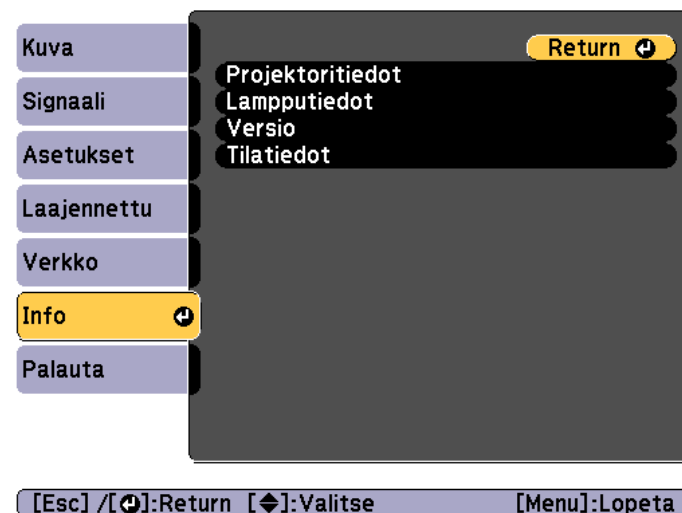 Kuva
Signaali
Asetukset
Laajennettu
Verkko
Info
Palauta
Return
Projektoritiedot
Lampputiedot
Versio
Tilatiedot
[Esc] /[⏎]:Return [◆]:Valitse [Menu]:Lopeta